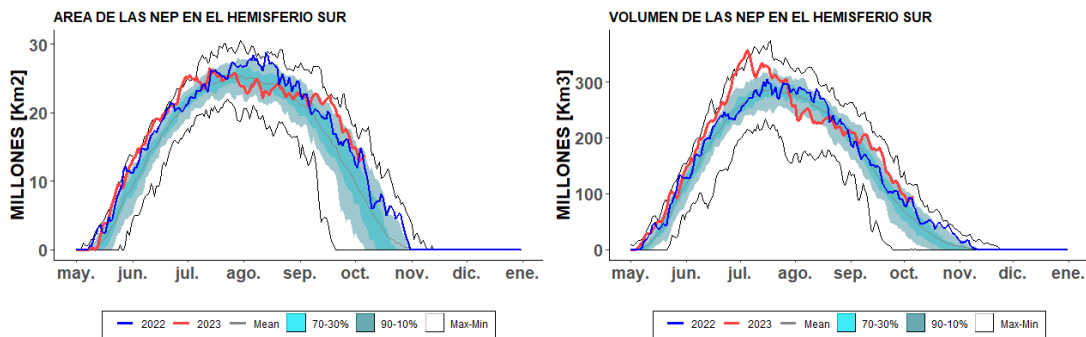 AREA DE LAS NEP EN EL HEMISFERIO SUR
MILLONES [Km2]
30
20
10
0
may. jun. jul. ago. sep. oct. nov. dic. ene.
2022 2023 Mean 70-30% 90-10% Max-Min
VOLUMEN DE LAS NEP EN EL HEMISFERIO SUR
MILLONES [Km3]
300
200
100
0
may. jun. jul. ago. sep. oct. nov. dic. ene.
2022 2023 Mean 70-30% 90-10% Max-Min